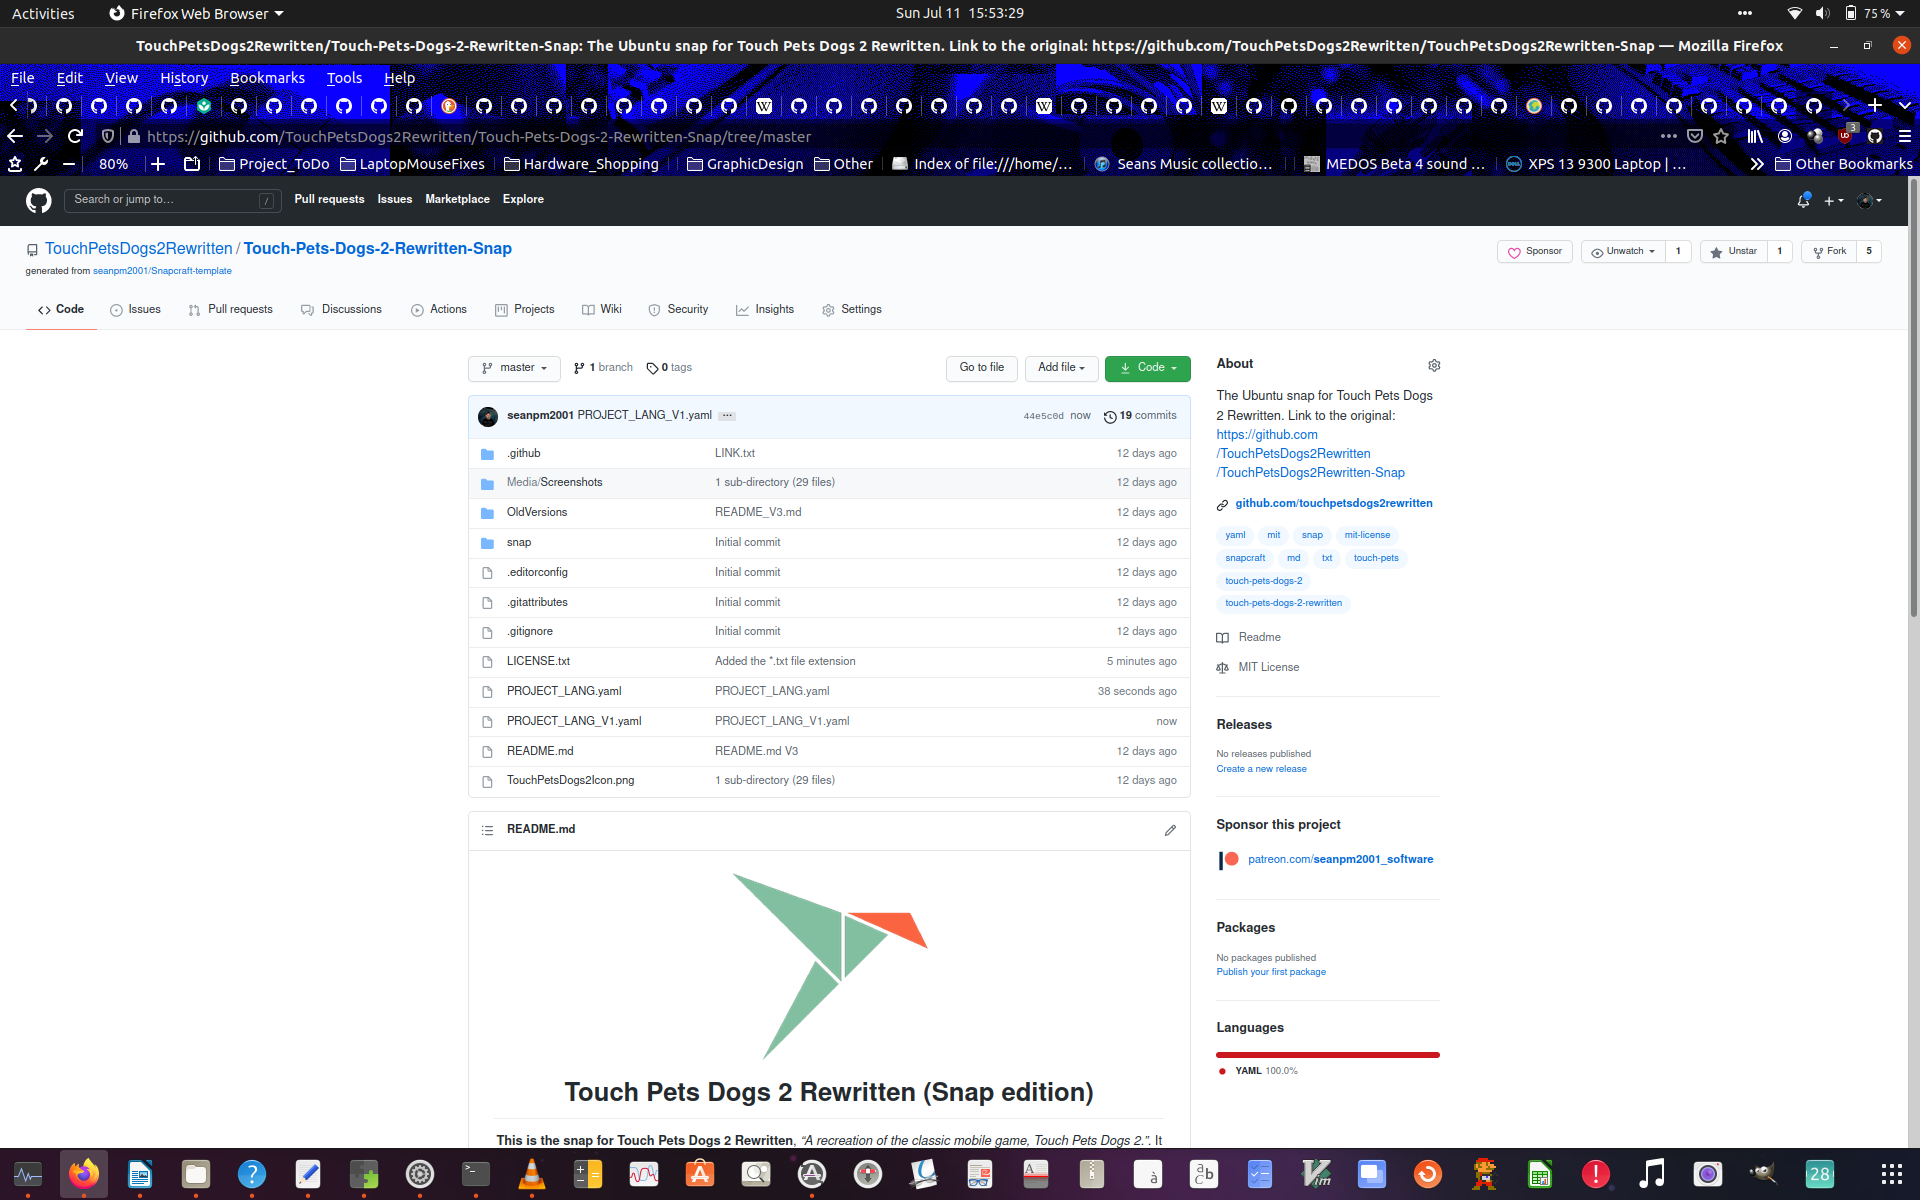 Activities
Firefox Web Browser
Sun Jul 11 15:53:29
75%
TouchPetsDogs2Rewritten/Touch-Pets-Dogs-2-Rewritten-Snap: The Ubuntu snap for Touch Pets Dogs 2 Rewritten. Link to the original: https://github.com/TouchPetsDogs2Rewritten/TouchPetsDogs2Rewritten-Snap — Mozilla Firefox
File Edit View History Bookmarks Tools Help
https://github.com/TouchPetsDogs2Rewritten/Touch-Pets-Dogs-2-Rewritten-Snap/tree/master
3
80% Project_ToDo LaptopMouseFixes Hardware_Shopping GraphicDesign Other Index of file:///home/... Seans Music collectio... MEDOS Beta 4 sound ... XPS 13 9300 Laptop | ... Other Bookmarks
Search or jump to... / Pull requests Issues Marketplace Explore
TouchPetsDogs2Rewritten / Touch-Pets-Dogs-2-Rewritten-Snap
Sponsor Unwatch 1 Unstar 1 Fork 5
generated from seanpm2001/Snapcraft-template
Code Issues Pull requests Discussions Actions Projects Wiki Security Insights Settings
master 1 branch 0 tags Go to file Add file Code
seanpm2001 PROJECT_LANG_V1.yaml ... 44e5c0d now 19 commits
.github LINK.txt 12 days ago
Media/Screenshots 1 sub-directory (29 files) 12 days ago
OldVersions README_V3.md 12 days ago
snap Initial commit 12 days ago
.editorconfig Initial commit 12 days ago
.gitattributes Initial commit 12 days ago
.gitignore Initial commit 12 days ago
LICENSE.txt Added the *.txt file extension 5 minutes ago
PROJECT_LANG.yaml PROJECT_LANG.yaml 38 seconds ago
PROJECT_LANG_V1.yaml PROJECT_LANG_V1.yaml now
README.md README.md V3 12 days ago
TouchPetsDogs2Icon.png 1 sub-directory (29 files) 12 days ago
README.md
Touch Pets Dogs 2 Rewritten (Snap edition)
This is the snap for Touch Pets Dogs 2 Rewritten, “A recreation of the classic mobile game, Touch Pets Dogs 2.”. It
About
The Ubuntu snap for Touch Pets Dogs
2 Rewritten. Link to the original:
https://github.com
/TouchPetsDogs2Rewritten
/TouchPetsDogs2Rewritten-Snap
github.com/touchpetsdogs2rewritten
yaml mit snap mit-license
snapcraft md txt touch-pets
touch-pets-dogs-2
touch-pets-dogs-2-rewritten
Readme
MIT License
Releases
No releases published
Create a new release
Sponsor this project
patreon.com/seanpm2001_software
Packages
No packages published
Publish your first package
Languages
YAML 100.0%
28